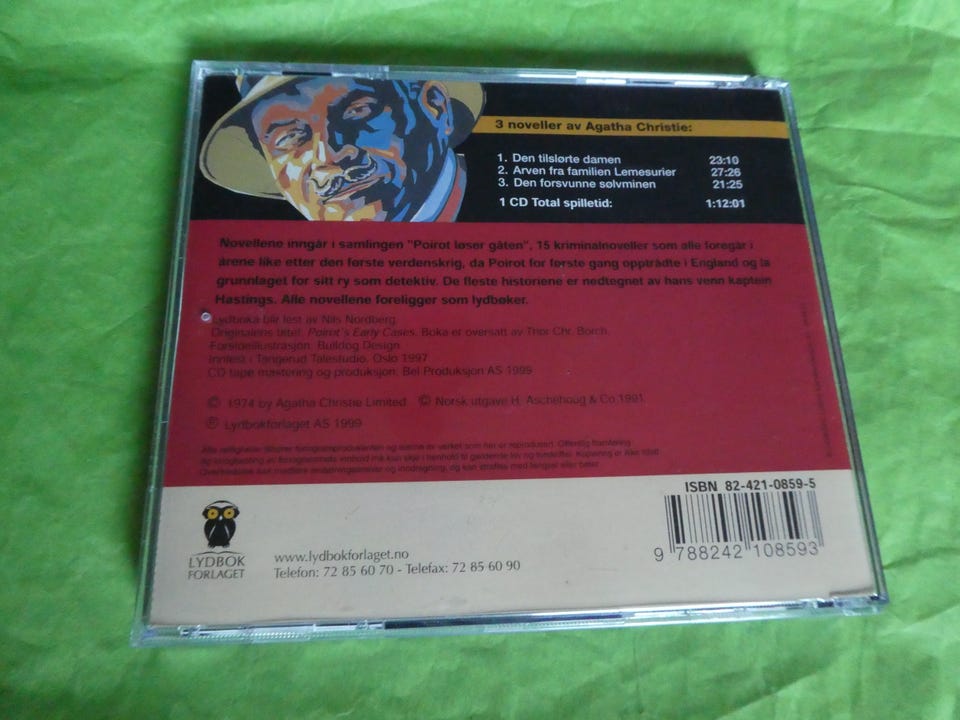 3 noveller av Agatha Christie:
1. Den tilslørte damen 23:10
2. Arven fra familien Lemesurier 27:26
3. Den forsvunne sølvminen 21:25
1 CD Total spilletid: 1:12:01
Novellene inngår i samlingen "Poirot løser gåten", 15 kriminalnoveller som alle foregår i
årene like etter den første verdenskrig, da Poirot for første gang opptrådte i England og la
grunnlaget for sitt ry som detektiv. De fleste historiene er nedtegnet av hans venn kaptein
Hastings. Alle novellene foreligger som lydbøker.
Lydboka blir lest av Nils Nordberg
Originalens tittel: Poirot's Early Cases. Boka er oversatt av Thor Chr. Borch.
Forsideillustrasjon: Bulldog Design
Innlest i Tangerud Talestudio, Oslo 1997
CD tape mastering og produksjon: Bel Produksjon AS 1999
© 1974 by Agatha Christie Limited © Norsk utgave H. Aschehoug & Co 1991
℗ Lydbokforlaget AS 1999
LYDBOK
FORLAGET
www.lydbokforlaget.no
Telefon: 72 85 60 70 - Telefax: 72 85 60 90
ISBN 82-421-0859-5
9 788242 108593